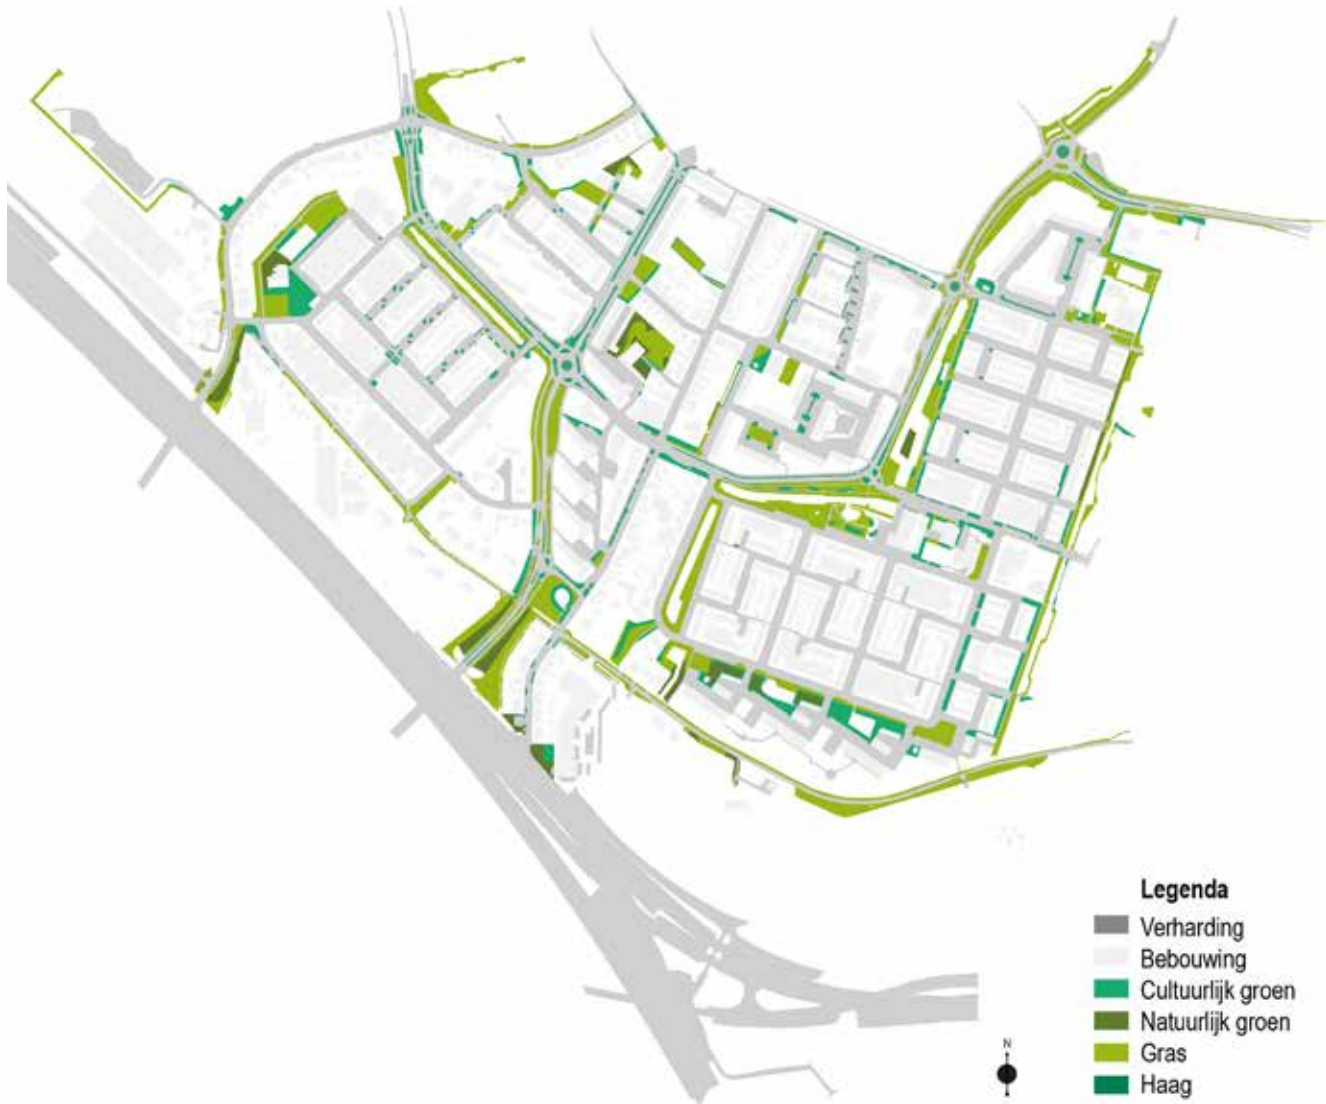 Legenda
Verharding
Bebouwing
Cultuurlijk groen
Natuurlijk groen
Gras
Haag
N